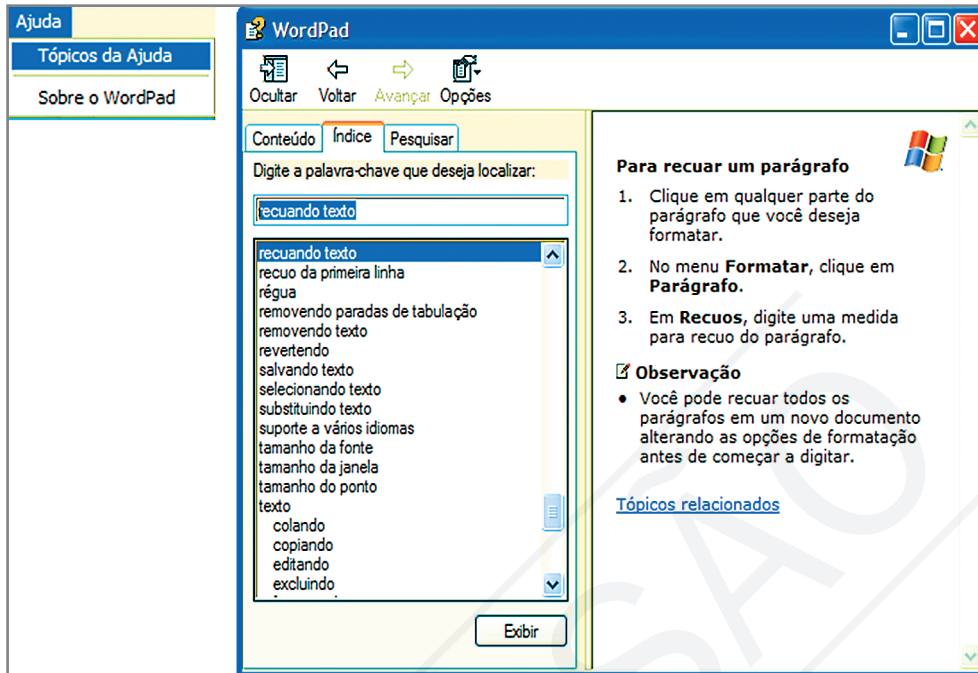 Ajuda
Tópicos da Ajuda
Sobre o WordPad
WordPad
Ocultar Voltar Avançar Opções
Conteúdo Índice Pesquisar
Digite a palavra-chave que deseja localizar:
recuando texto
recuando texto
recuo da primeira linha
régua
removendo paradas de tabulação
removendo texto
revertendo
salvando texto
selecionando texto
substituindo texto
suporte a vários idiomas
tamanho da fonte
tamanho da janela
tamanho do ponto
texto
colando
copiando
editando
excluindo
Exibir
Para recuar um parágrafo
1. Clique em qualquer parte do
parágrafo que você deseja
formatar.
2. No menu Formatar, clique em
Parágrafo.
3. Em Recuos, digite uma medida
para recuo do parágrafo.
Observação
• Você pode recuar todos os
parágrafos em um novo documento
alterando as opções de formatação
antes de começar a digitar.
Tópicos relacionados
SÃO